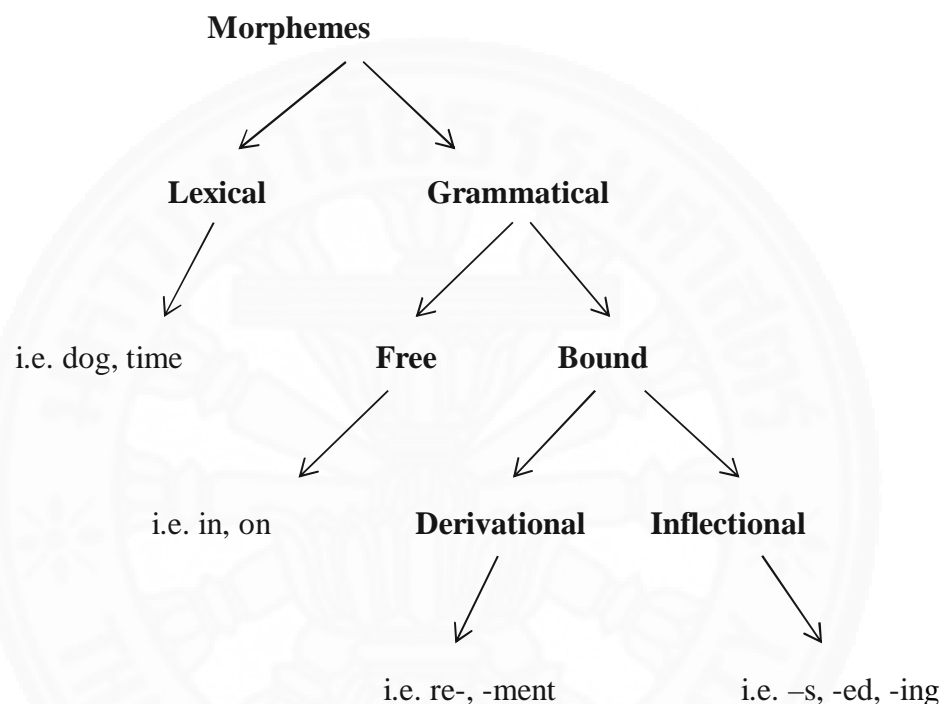 Morphemes
Lexical Grammatical
i.e. dog, time Free Bound
i.e. in, on Derivational Inflectional
i.e. re-, -ment i.e. –s, -ed, -ing